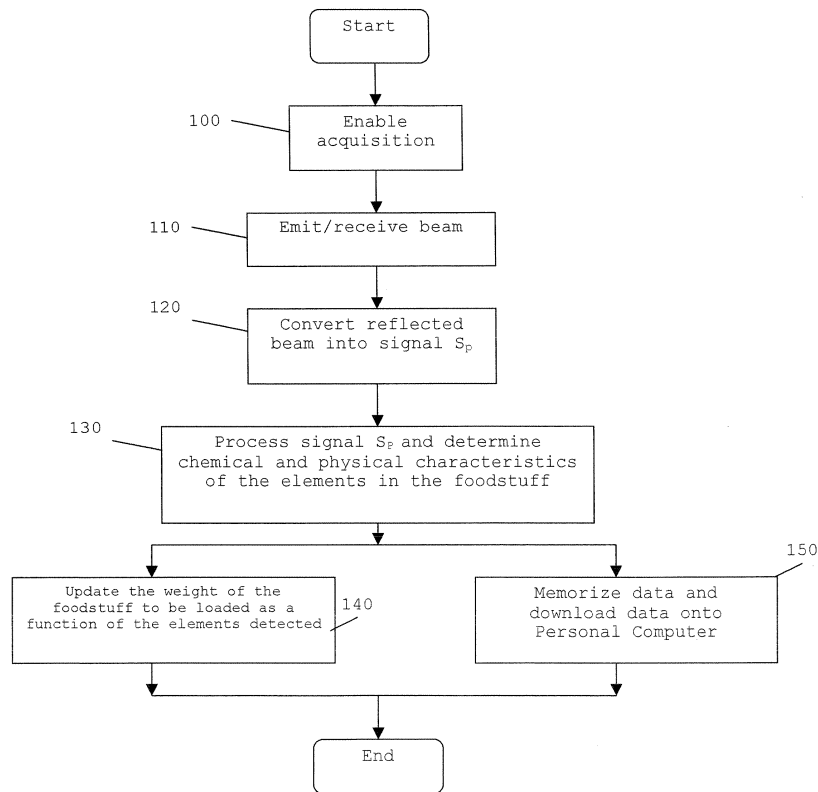 Start
100
Enable
acquisition
110
Emit/receive beam
120
Convert reflected
beam into signal Sp
130
Process signal Sp and determine
chemical and physical characteristics
of the elements in the foodstuff
150
Update the weight of the
foodstuff to be loaded as a
function of the elements detected
140
Memorize data and
download data onto
Personal Computer
End